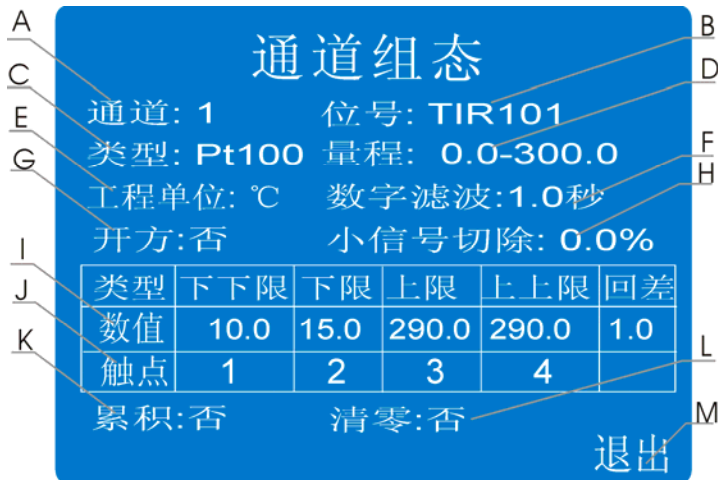 通道组态
A 通道: 1 位号: TIR101 B
C 类型: Pt100 量程: 0.0-300.0 D
E 工程单位: ℃ 数字滤波:1.0秒 F
G 开方:否 小信号切除: 0.0% H
类型 下下限 下限 上限 上上限 回差
I 数值 10.0 15.0 290.0 290.0 1.0
J 触点 1 2 3 4
K 累积:否 清零:否 L
退出 M